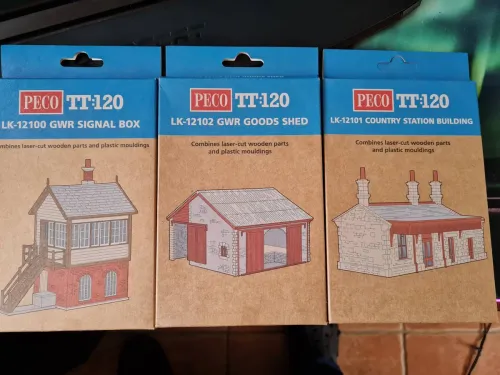 PECO TT:120
LK-12100 GWR SIGNAL BOX
Combines laser-cut wooden parts
and plastic mouldings
PECO TT:120
LK-12102 GWR GOODS SHED
Combines laser-cut wooden parts
and plastic mouldings
PECO TT:120
LK-12101 COUNTRY STATION BUILDING
Combines laser-cut wooden parts
and plastic mouldings